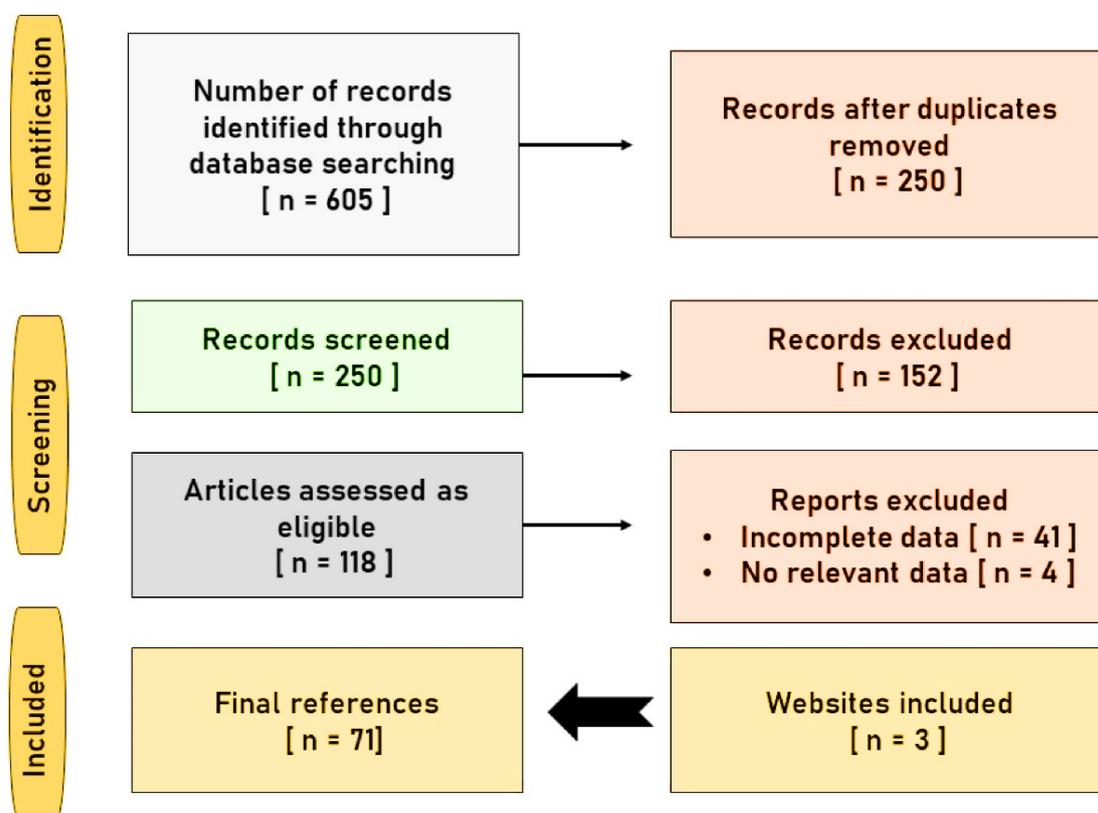 Identification
Number of records
identified through
database searching
[ n = 605 ]
Records after duplicates
removed
[ n = 250 ]
Screening
Records screened
[ n = 250 ]
Records excluded
[ n = 152 ]
Articles assessed as
eligible
[ n = 118 ]
Reports excluded
• Incomplete data [ n = 41 ]
• No relevant data [ n = 4 ]
Included
Final references
[ n = 71]
Websites included
[ n = 3 ]